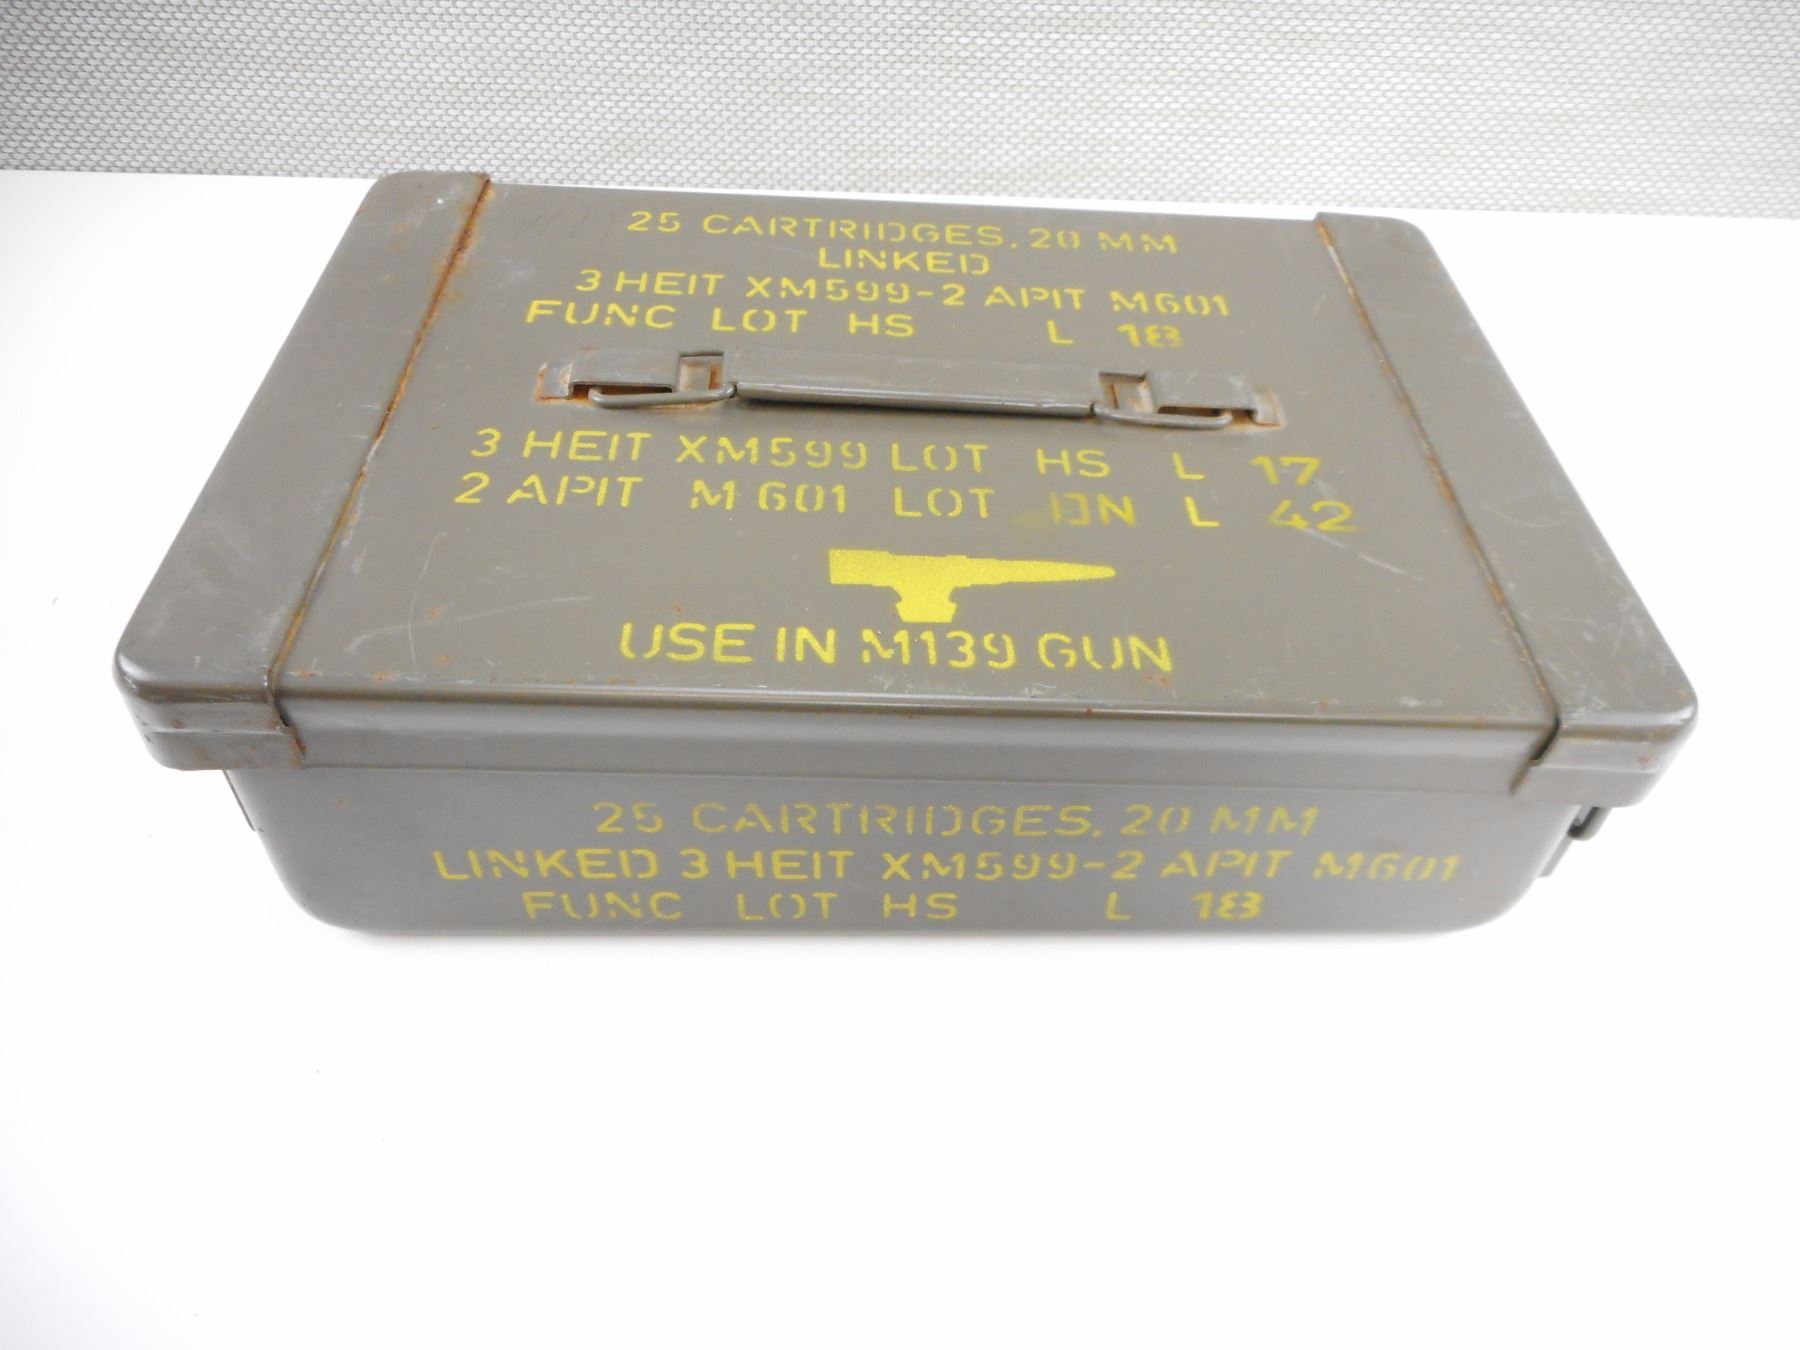 25 CARTRIDGES, 20 MM
LINKED
3 HEIT XM599-2 APIT M601
FUNC LOT HS L 18
3 HEIT XM599 LOT HS L 17
2 APIT M601 LOT DN L 42
USE IN M139 GUN
25 CARTRIDGES, 20 MM
LINKED 3 HEIT XM599-2 APIT M601
FUNC LOT HS L 18